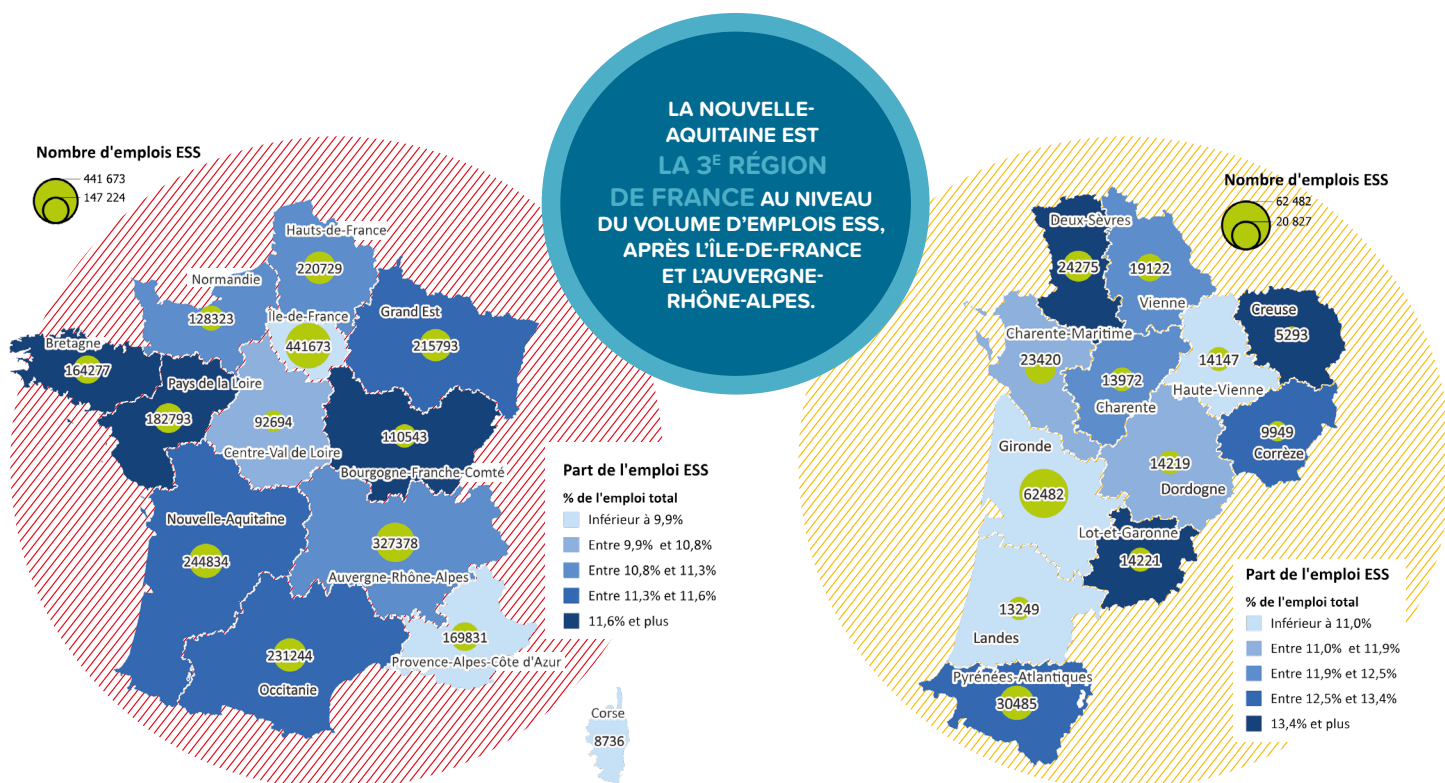 LA NOUVELLE-
AQUITAINE EST
LA 3E RÉGION
DE FRANCE AU NIVEAU
DU VOLUME D'EMPLOIS ESS,
APRÈS L'ÎLE-DE-FRANCE
ET L'AUVERGNE-
RHÔNE-ALPES.
Nombre d'emplois ESS
441 673
147 224
Hauts-de-France
220729
Normandie
128323
Île-de-France
441673
Grand Est
215793
Bretagne
164277
Pays de la Loire
182793
92694
Centre-Val de Loire
110543
Bourgogne-Franche-Comté
Nouvelle-Aquitaine
244834
327378
Auvergne-Rhône-Alpes
169831
Provence-Alpes-Côte d'Azur
231244
Occitanie
Corse
8736
Part de l'emploi ESS
% de l'emploi total
Inférieur à 9,9%
Entre 9,9% et 10,8%
Entre 10,8% et 11,3%
Entre 11,3% et 11,6%
11,6% et plus
Nombre d'emplois ESS
62 482
20 827
Deux-Sèvres
24275
19122
Vienne
Creuse
5293
Charente-Maritime
23420
13972
Charente
14147
Haute-Vienne
9949
Corrèze
Gironde
62482
14219
Dordogne
Lot-et-Garonne
14221
13249
Landes
Pyrénées-Atlantiques
30485
Part de l'emploi ESS
% de l'emploi total
Inférieur à 11,0%
Entre 11,0% et 11,9%
Entre 11,9% et 12,5%
Entre 12,5% et 13,4%
13,4% et plus